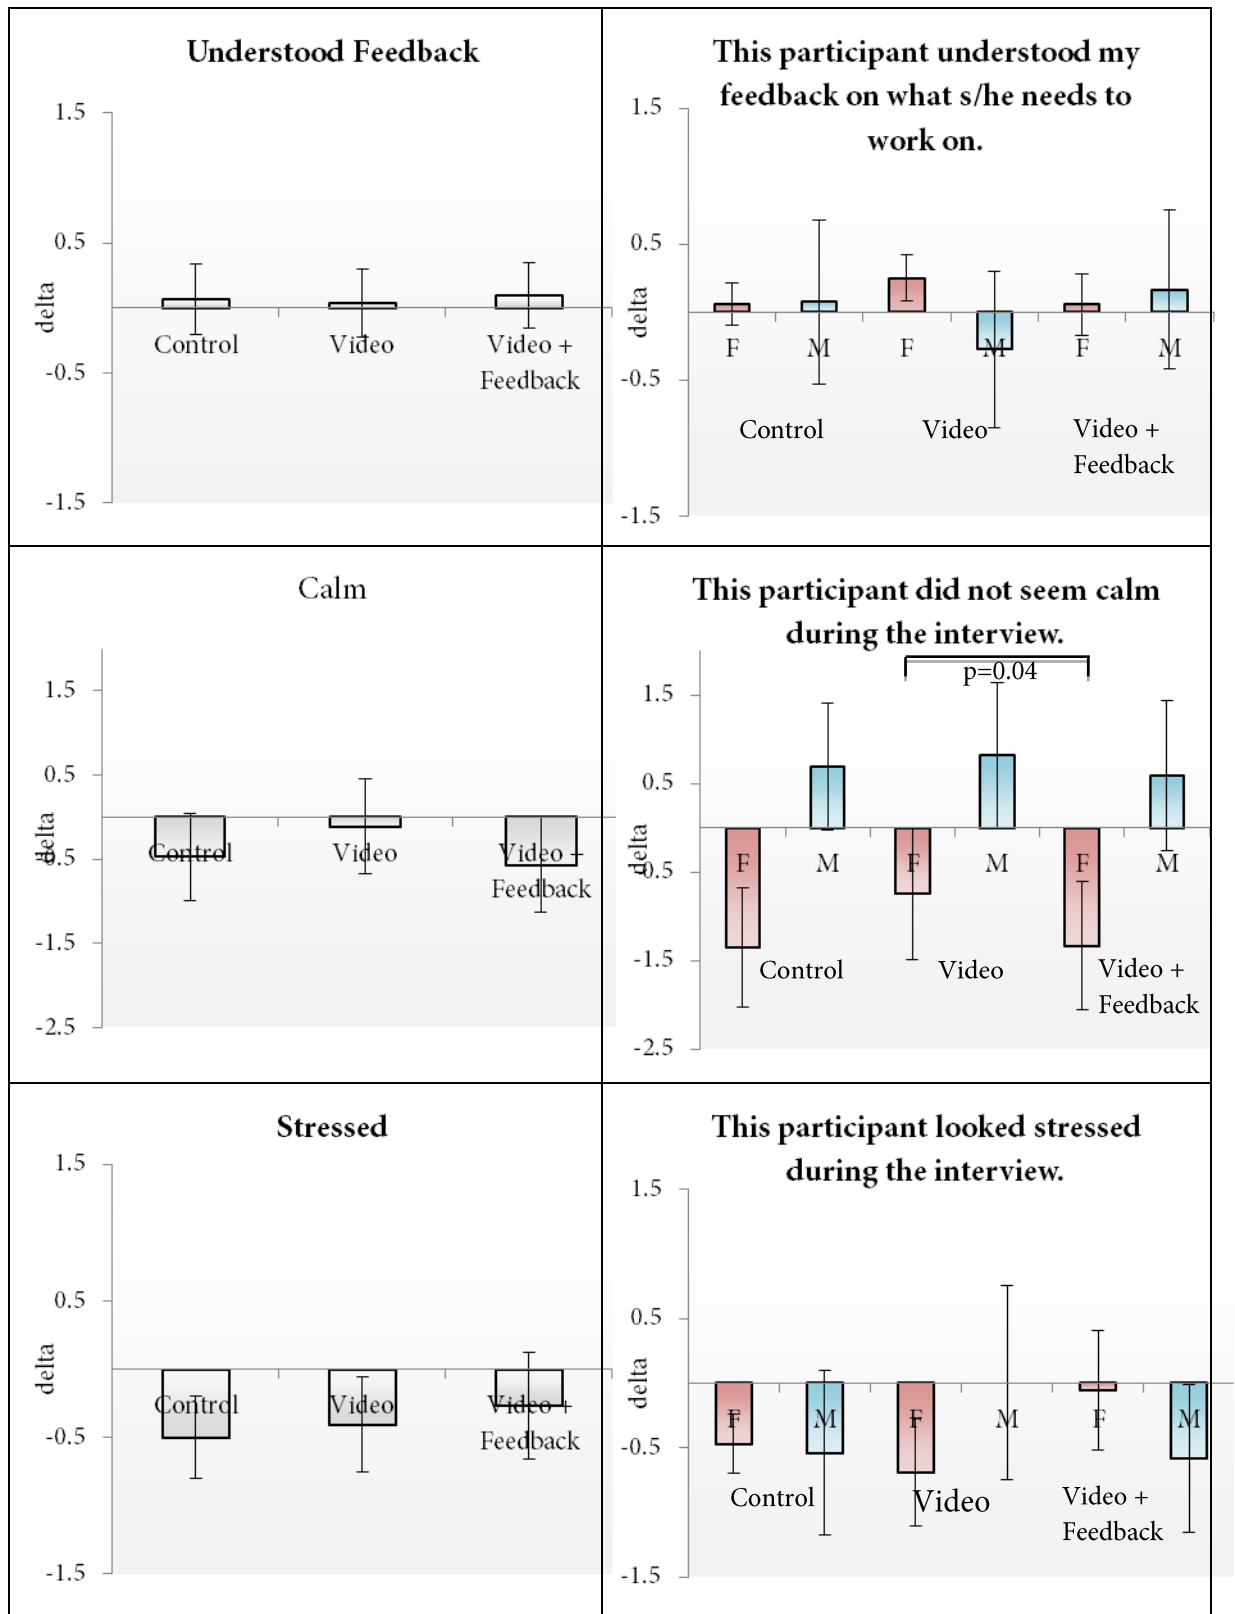 Understood Feedback
1.5
0.5
-0.5
-1.5
delta
Control
Video
Video +
Feedback
This participant understood my
feedback on what s/he needs to
work on.
1.5
0.5
-0.5
-1.5
delta
F
M
F
M
F
M
Control
Video
Video +
Feedback
Calm
1.5
0.5
-0.5
-1.5
-2.5
delta
Control
Video
Video +
Feedback
This participant did not seem calm
during the interview.
p=0.04
1.5
0.5
-0.5
-1.5
-2.5
delta
F
M
F
M
F
M
Control
Video
Video +
Feedback
Stressed
1.5
0.5
-0.5
-1.5
delta
Control
Video
Video +
Feedback
This participant looked stressed
during the interview.
1.5
0.5
-0.5
-1.5
delta
F
M
F
M
F
M
Control
Video
Video +
Feedback